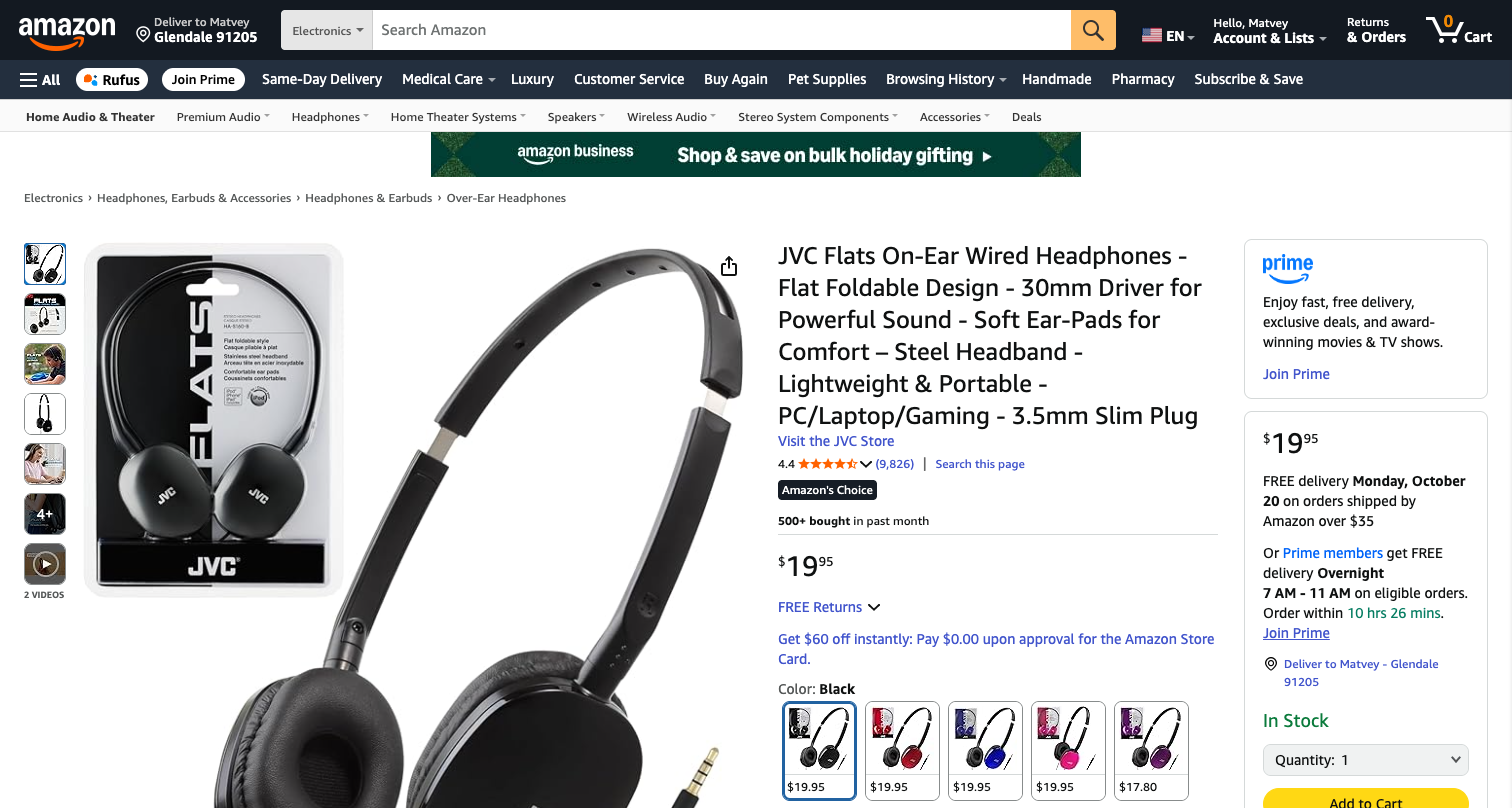 amazon
Deliver to Matvey
Glendale 91205
Electronics
Search Amazon
EN
Hello, Matvey
Account & Lists
Returns
& Orders
0
Cart
All
Rufus
Join Prime
Same-Day Delivery
Medical Care
Luxury
Customer Service
Buy Again
Pet Supplies
Browsing History
Handmade
Pharmacy
Subscribe & Save
Home Audio & Theater
Premium Audio
Headphones
Home Theater Systems
Speakers
Wireless Audio
Stereo System Components
Accessories
Deals
amazon business
Shop & save on bulk holiday gifting
Electronics › Headphones, Earbuds & Accessories › Headphones & Earbuds › Over-Ear Headphones
4+
2 VIDEOS
FLATS
STEREO HEADPHONES
CASQUE STEREO
HA-S160-B
Flat foldable style
Casque pliable à plat
Stainless steel headband
Arceau tête en acier inoxydable
Comfortable ear pads
Coussinets confortables
JVC
JVC
JVC
JVC Flats On-Ear Wired Headphones -
Flat Foldable Design - 30mm Driver for
Powerful Sound - Soft Ear-Pads for
Comfort – Steel Headband -
Lightweight & Portable -
PC/Laptop/Gaming - 3.5mm Slim Plug
Visit the JVC Store
4.4 (9,826) | Search this page
Amazon's Choice
500+ bought in past month
$19.95
FREE Returns
Get $60 off instantly: Pay $0.00 upon approval for the Amazon Store
Card.
Color: Black
$19.95
$19.95
$19.95
$19.95
$17.80
prime
Enjoy fast, free delivery,
exclusive deals, and award-
winning movies & TV shows.
Join Prime
$19.95
FREE delivery Monday, October
20 on orders shipped by
Amazon over $35
Or Prime members get FREE
delivery Overnight
7 AM - 11 AM on eligible orders.
Order within 10 hrs 26 mins.
Join Prime
Deliver to Matvey - Glendale
91205
In Stock
Quantity: 1
Add to Cart